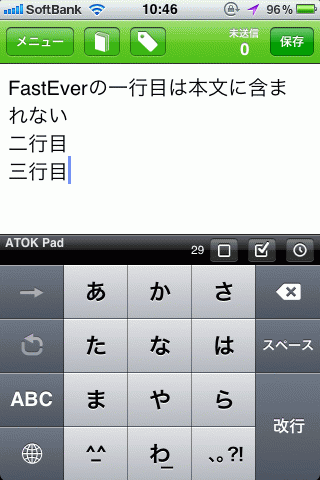 SoftBank 10:46 96%
メニュー 未送信 0 保存
FastEverの一行目は本文に含ま
れない
二行目
三行目
ATOK Pad 29
→ あ か さ
た な は スペース
ABC ま や ら 改行
^_^ わ_ 、。?!